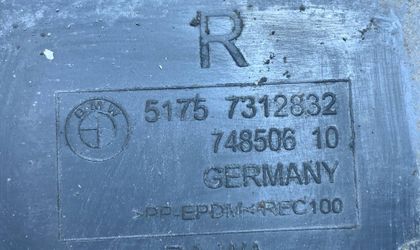 R
BMW
5175 7312832
748506 10
GERMANY
>PP-EPDM<REC100